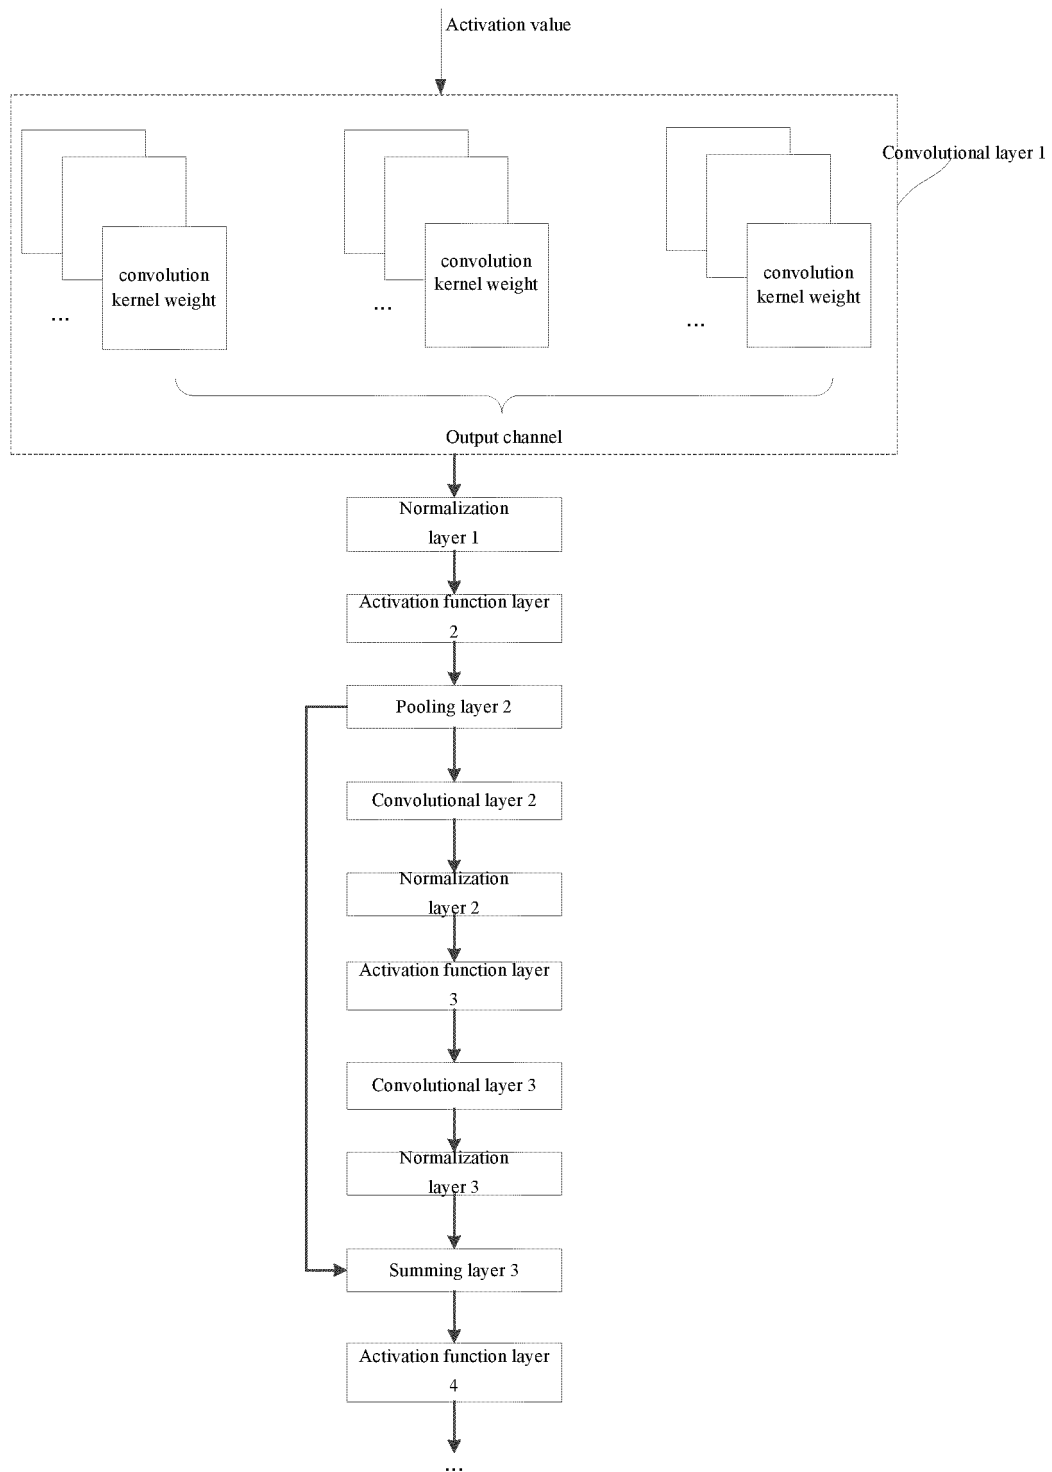 Activation value
Convolutional layer 1
convolution
kernel weight
...
convolution
kernel weight
...
convolution
kernel weight
...
Output channel
Normalization
layer 1
Activation function layer
2
Pooling layer 2
Convolutional layer 2
Normalization
layer 2
Activation function layer
3
Convolutional layer 3
Normalization
layer 3
Summing layer 3
Activation function layer
4
...